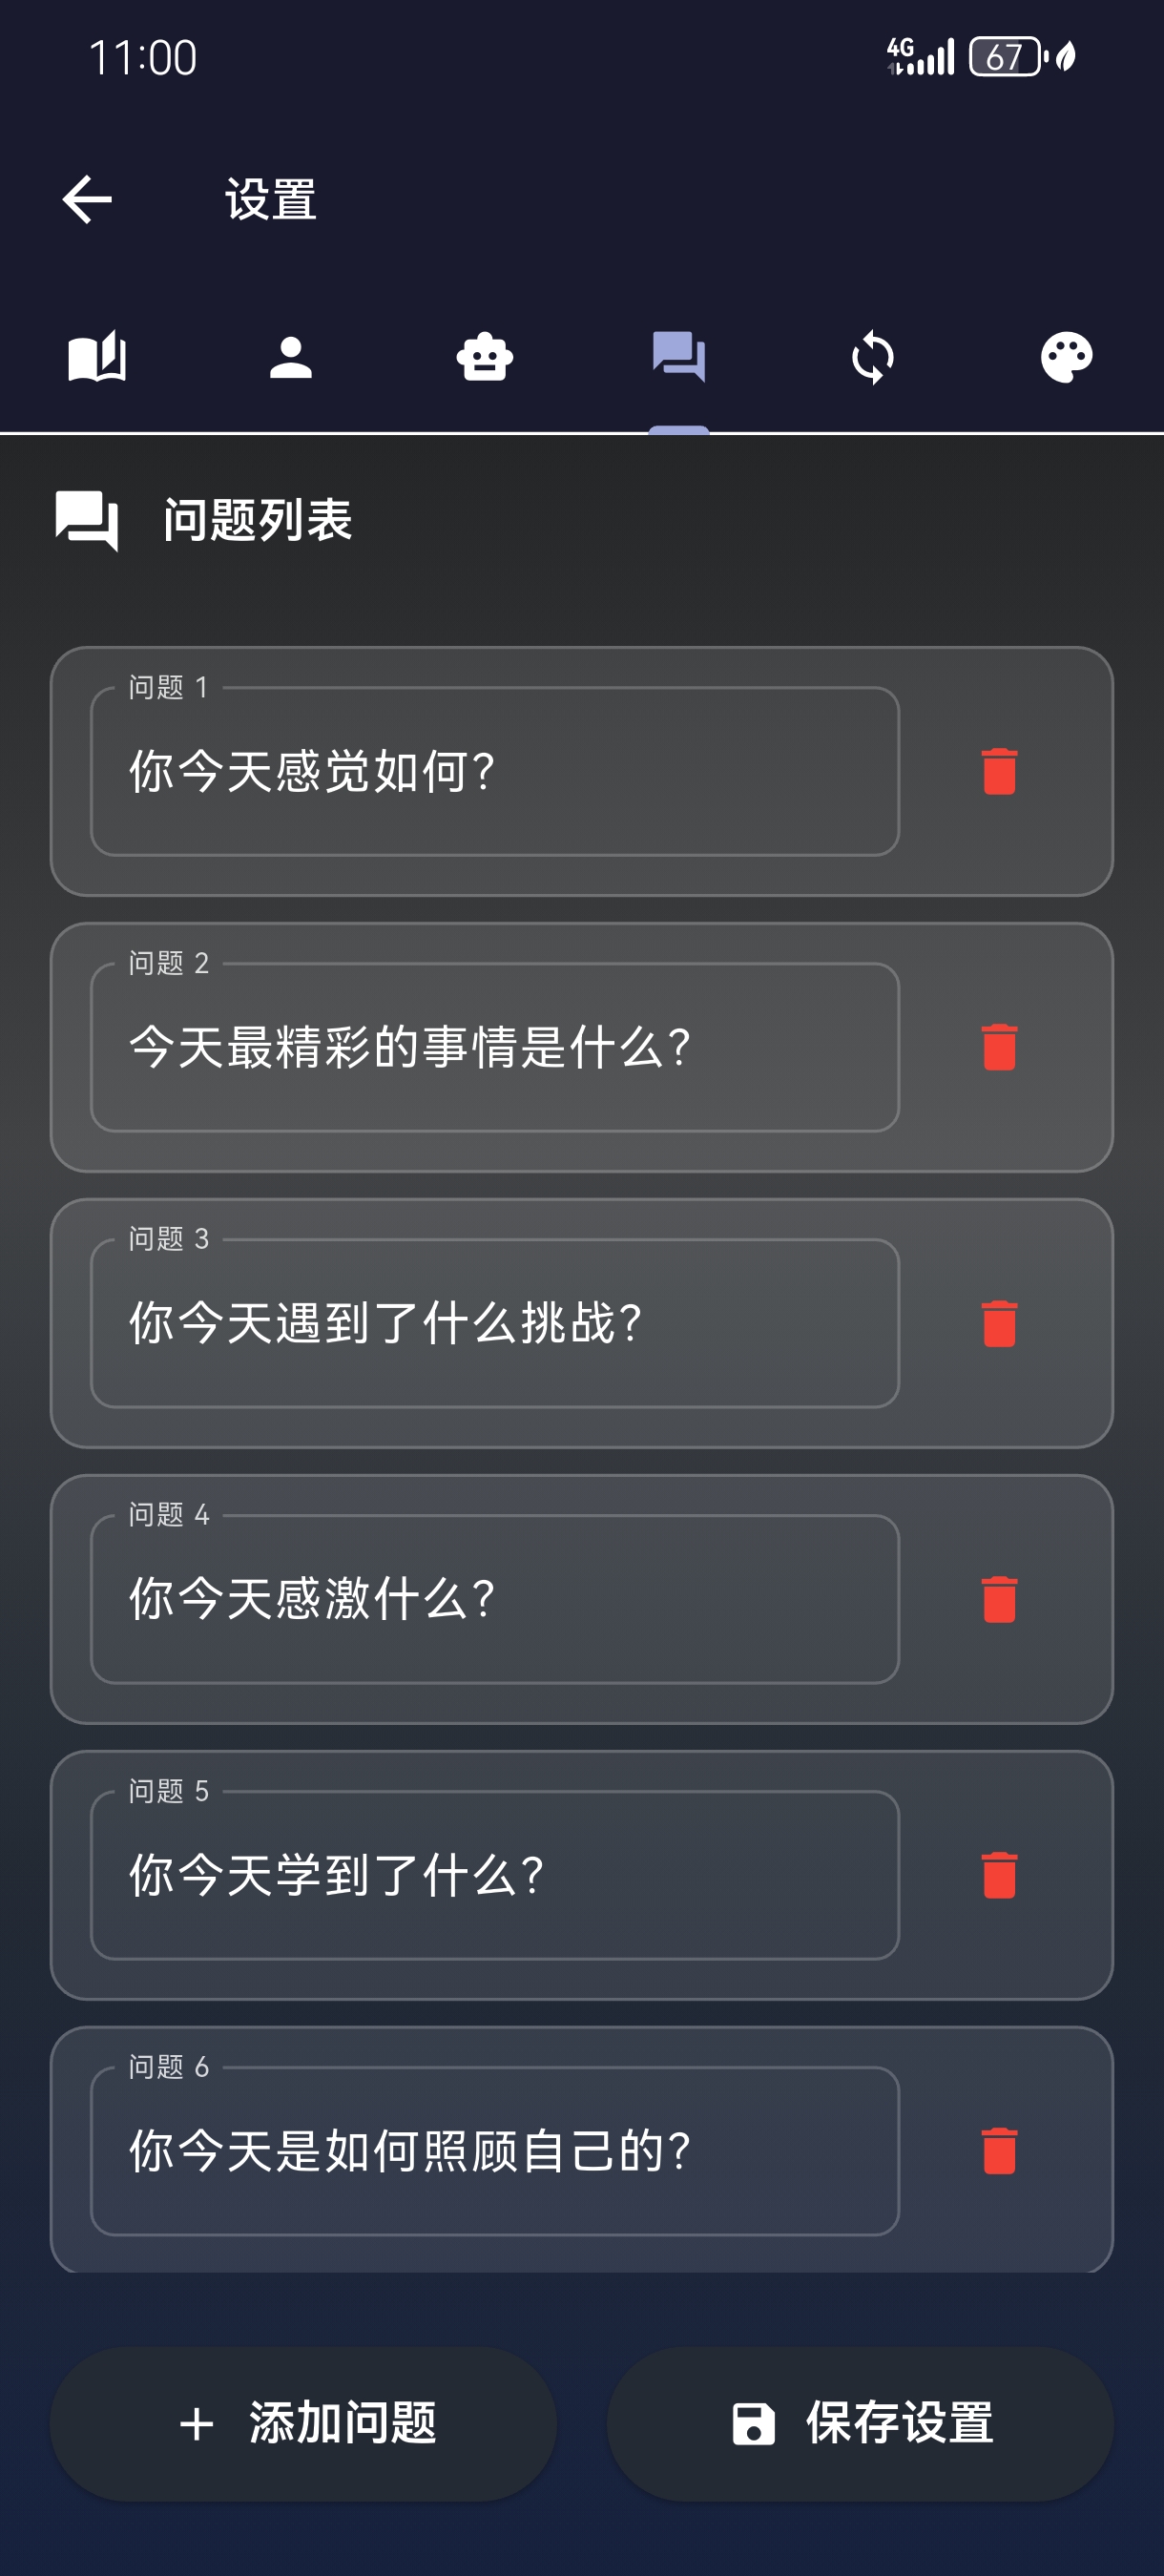 11:00
4G
67
设置
问题列表
问题 1
你今天感觉如何?
问题 2
今天最精彩的事情是什么?
问题 3
你今天遇到了什么挑战?
问题 4
你今天感激什么?
问题 5
你今天学到了什么?
问题 6
你今天是如何照顾自己的?
添加问题
保存设置